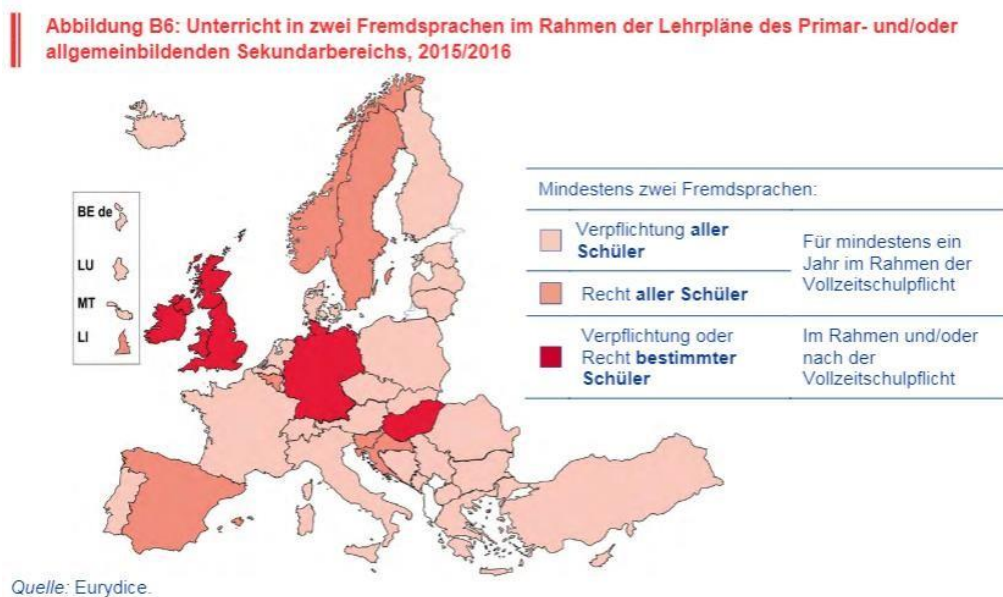 Abbildung B6: Unterricht in zwei Fremdsprachen im Rahmen der Lehrpläne des Primar- und/oder
allgemeinbildenden Sekundarbereichs, 2015/2016
BE de
LU
MT
LI
Mindestens zwei Fremdsprachen:
Verpflichtung aller
Schüler
Recht aller Schüler
Für mindestens ein
Jahr im Rahmen der
Vollzeitschulpflicht
Verpflichtung oder
Recht bestimmter
Schüler
Im Rahmen und/oder
nach der
Vollzeitschulpflicht
Quelle: Eurydice.